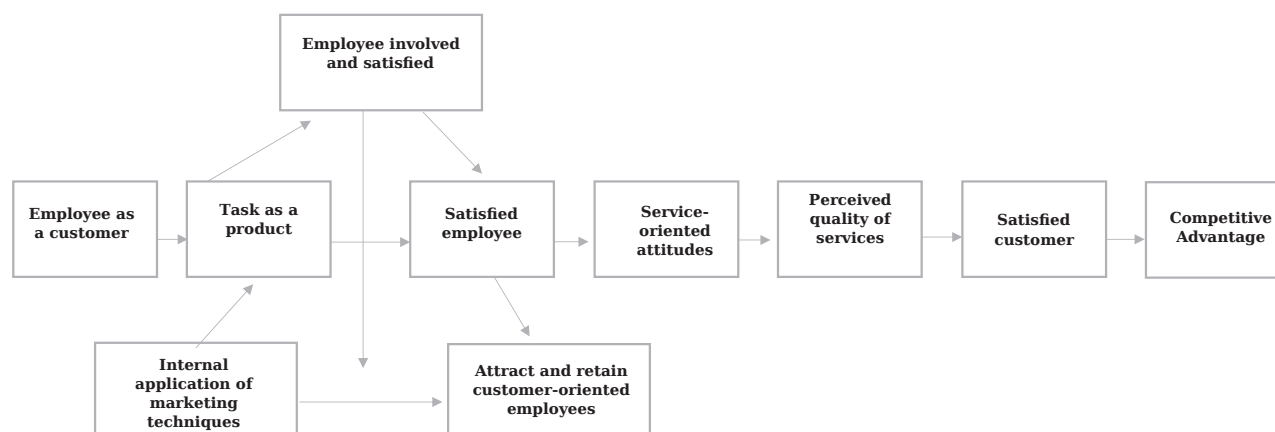 Employee involved
and satisfied
Employee as
a customer
Task as a
product
Satisfied
employee
Service-
oriented
attitudes
Perceived
quality of
services
Satisfied
customer
Competitive
Advantage
Internal
application of
marketing
techniques
Attract and retain
customer-oriented
employees